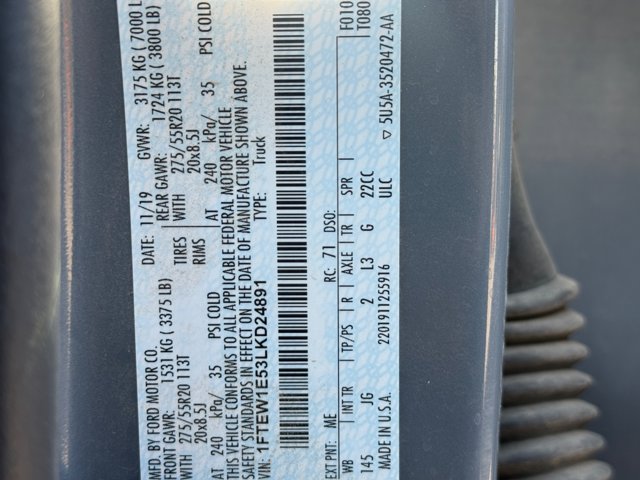 MFD. BY FORD MOTOR CO.
DATE: 11/19 GVWR: 3175 KG ( 7000 L
FRONT GAWR: 1531 KG ( 3375 LB) REAR GAWR: 1724 KG ( 3800 LB
WITH 275/55R20 113T TIRES WITH 275/55R20 113T
20x8.5J RIMS 20x8.5J
AT 240 kPa/ 35 PSI COLD AT 240 kPa/ 35 PSI COLD
THIS VEHICLE CONFORMS TO ALL APPLICABLE FEDERAL MOTOR VEHICLE
SAFETY STANDARDS IN EFFECT ON THE DATE OF MANUFACTURE SHOWN ABOVE.
VIN: 1FTEW1E53LKD24891 TYPE: Truck
EXT PNT: ME RC: 71 DSO: F010
T080
WB INT TR TP/PS R AXLE TR SPR
145 JG 2 L3 G 22CC
MADE IN U.S.A. 2201911255916 ULC ▽ 5U5A-3520472-AA